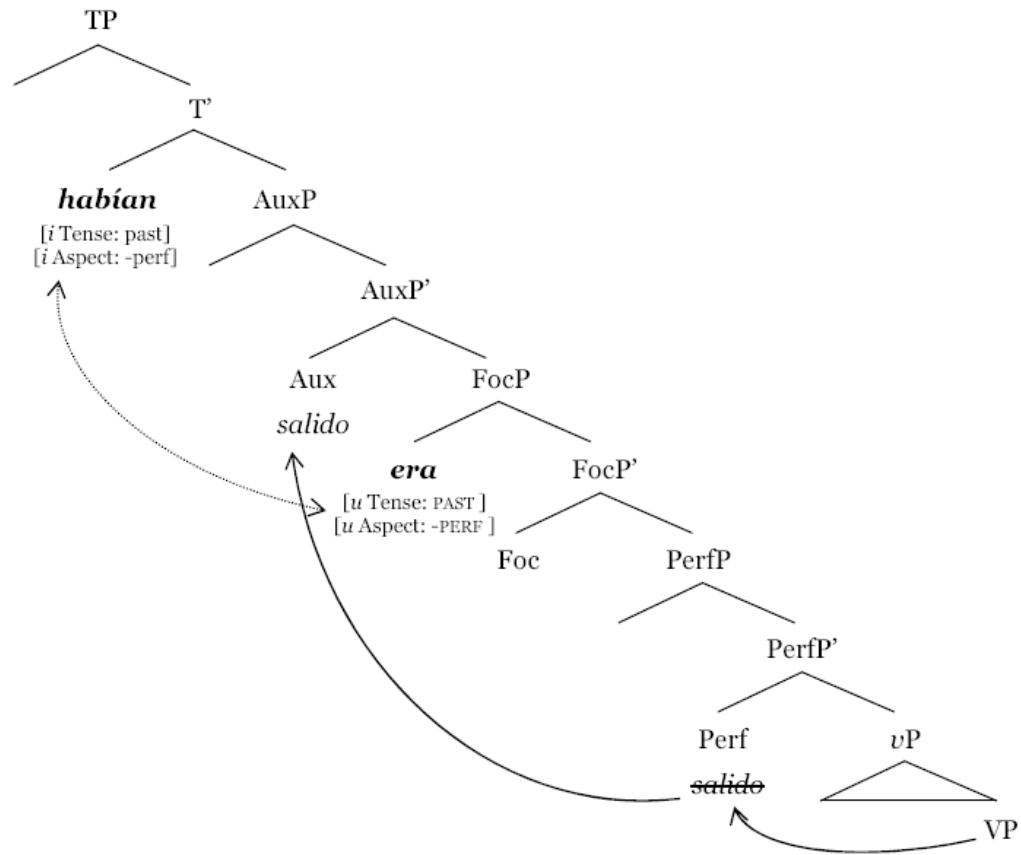 TP
T’
habían
AuxP
[i Tense: past]
[i Aspect: -perf]
AuxP’
Aux
FocP
salido
era
FocP’
[u Tense: PAST ]
[u Aspect: -PERF ]
Foc
PerfP
PerfP’
Perf
vP
salido
VP